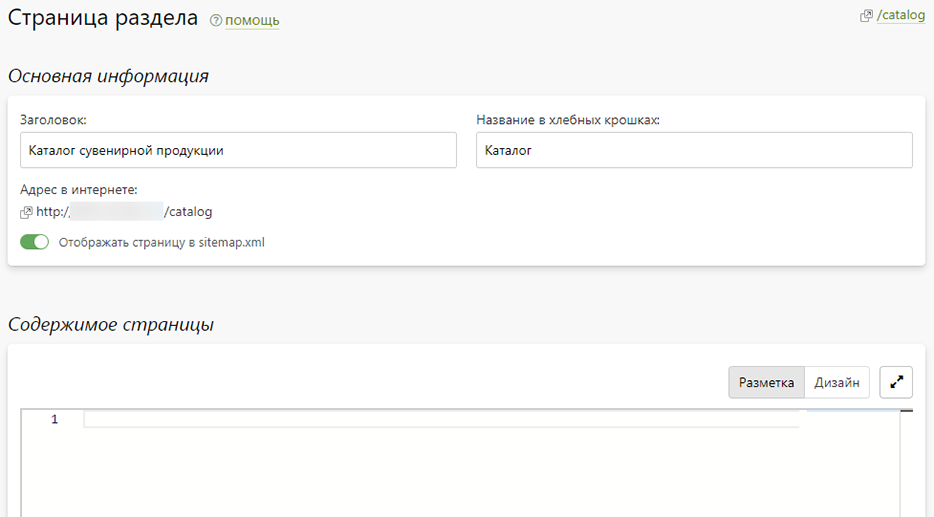 Страница раздела ? помощь /catalog
Основная информация
Заголовок: Название в хлебных крошках:
Каталог сувенирной продукции Каталог
Адрес в интернете:
http:/ /catalog
Отображать страницу в sitemap.xml
Содержимое страницы
Разметка Дизайн
1